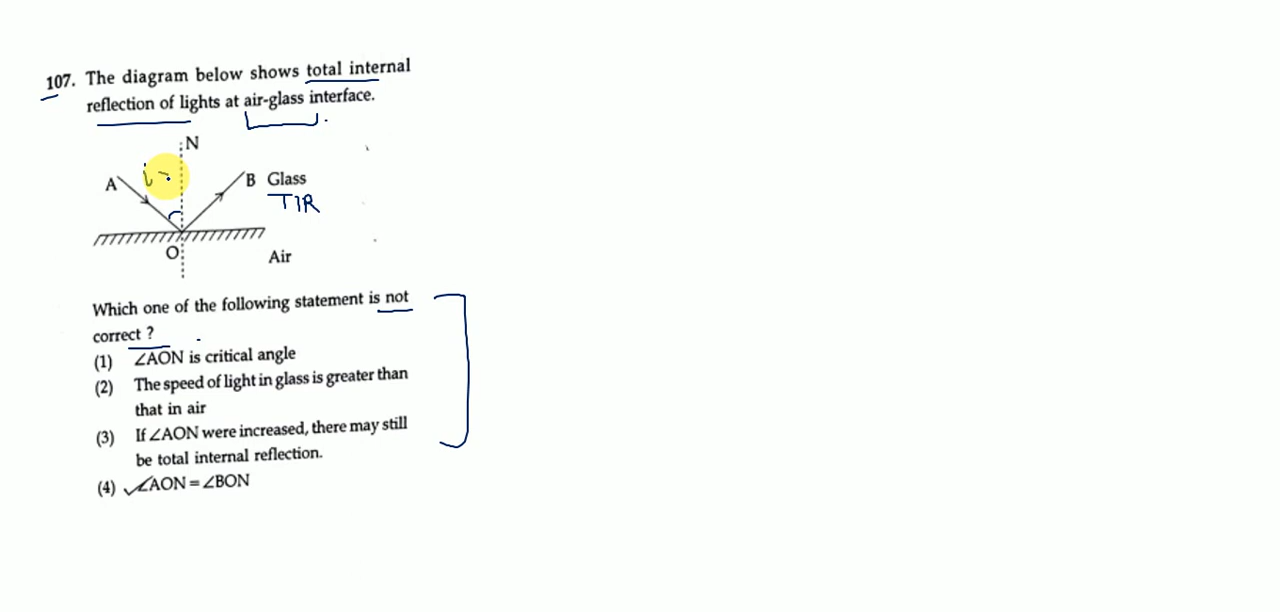 107. The diagram below shows total internal
reflection of lights at air-glass interface.
N
A
i
B Glass
TIR
O
Air
Which one of the following statement is not
correct ?
(1) ∠AON is critical angle
(2) The speed of light in glass is greater than
that in air
(3) If ∠AON were increased, there may still
be total internal reflection.
(4) ∠AON = ∠BON